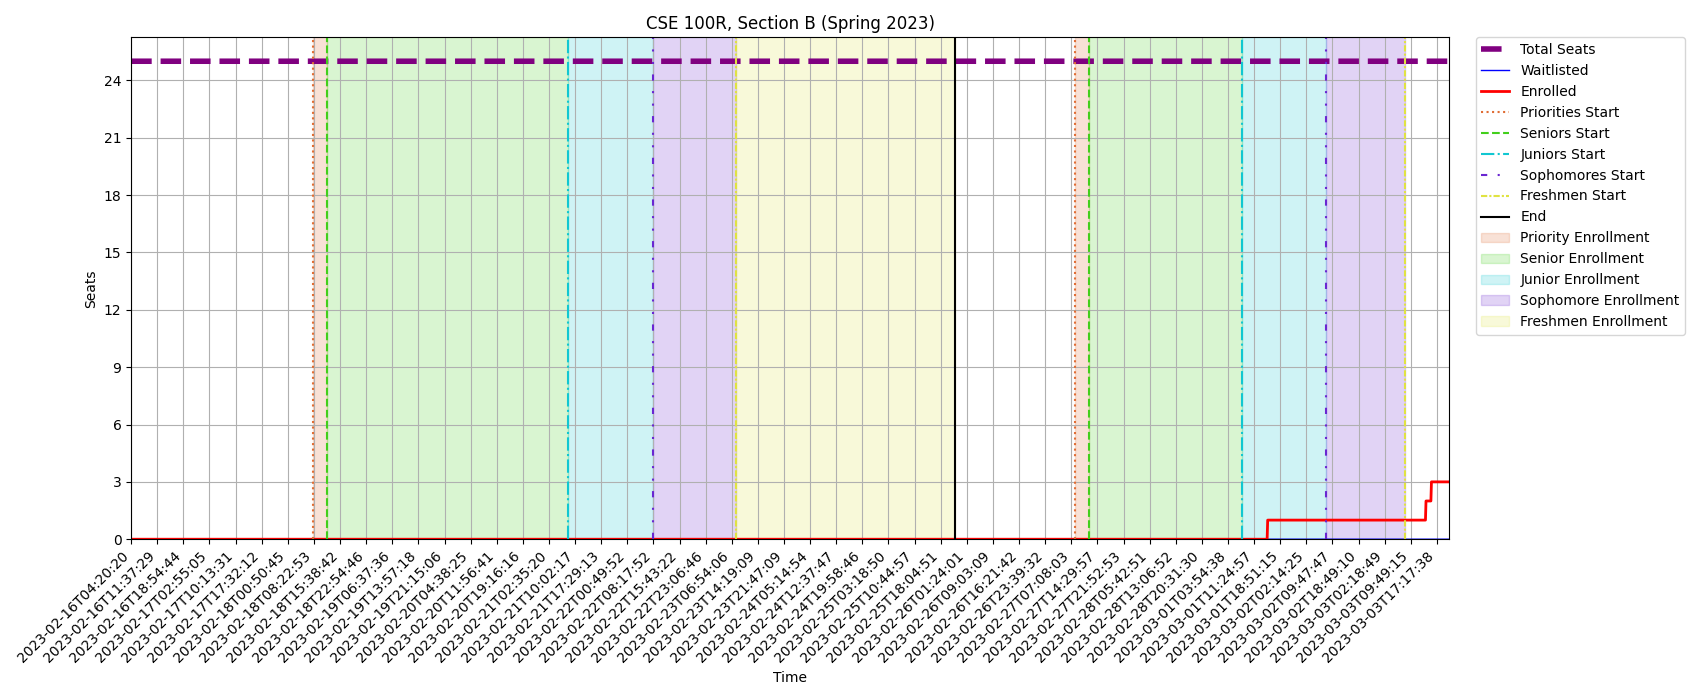 CSE 100R, Section B (Spring 2023)
Total Seats
Waitlisted
Enrolled
Priorities Start
Seniors Start
Juniors Start
Sophomores Start
Freshmen Start
End
Priority Enrollment
Senior Enrollment
Junior Enrollment
Sophomore Enrollment
Freshmen Enrollment
Seats
24
21
18
15
12
9
6
3
0
2023-02-16T04:20:20
2023-02-16T11:37:29
2023-02-16T18:54:44
2023-02-17T02:55:05
2023-02-17T10:13:31
2023-02-17T17:32:12
2023-02-18T00:50:45
2023-02-18T08:22:53
2023-02-18T15:38:42
2023-02-18T22:54:46
2023-02-19T06:37:36
2023-02-19T13:57:18
2023-02-19T21:15:06
2023-02-20T04:38:25
2023-02-20T11:56:41
2023-02-20T19:16:16
2023-02-21T02:35:20
2023-02-21T10:02:17
2023-02-21T17:29:13
2023-02-22T00:49:52
2023-02-22T08:17:52
2023-02-22T15:43:22
2023-02-22T23:06:46
2023-02-23T06:54:06
2023-02-23T14:19:09
2023-02-23T21:47:09
2023-02-24T05:14:54
2023-02-24T12:37:47
2023-02-24T19:58:46
2023-02-25T03:18:50
2023-02-25T10:44:57
2023-02-25T18:04:51
2023-02-26T01:24:01
2023-02-26T09:03:09
2023-02-26T16:21:42
2023-02-26T23:39:32
2023-02-27T07:08:03
2023-02-27T14:29:57
2023-02-27T21:52:53
2023-02-28T05:42:51
2023-02-28T13:06:52
2023-02-28T20:31:30
2023-03-01T03:54:38
2023-03-01T11:24:57
2023-03-01T18:51:15
2023-03-02T02:14:25
2023-03-02T09:47:47
2023-03-02T18:49:10
2023-03-03T02:18:49
2023-03-03T09:49:15
2023-03-03T17:17:38
Time